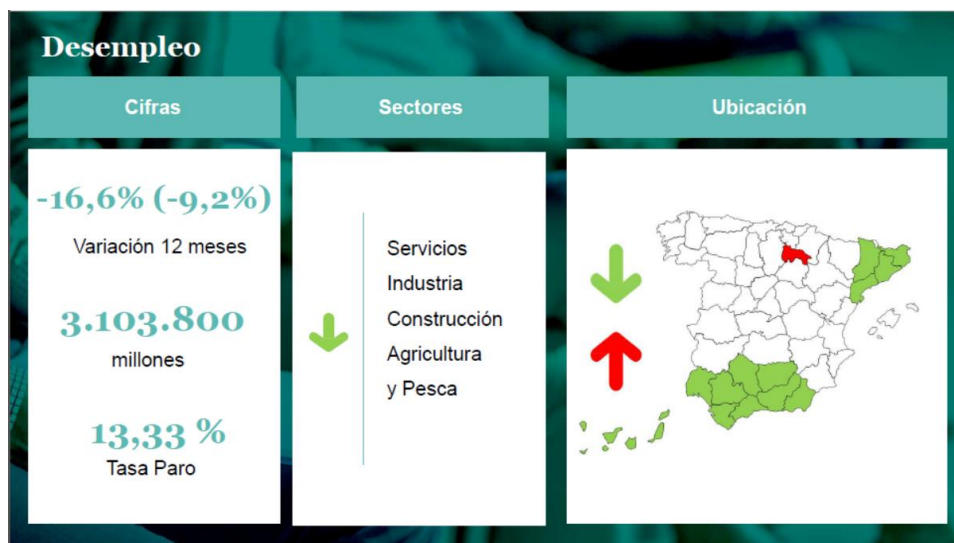 Desempleo
Cifras
Sectores
Ubicación
-16,6% (-9,2%)
Variación 12 meses
3.103.800
millones
13,33 %
Tasa Paro
Servicios
Industria
Construcción
Agricultura
y Pesca